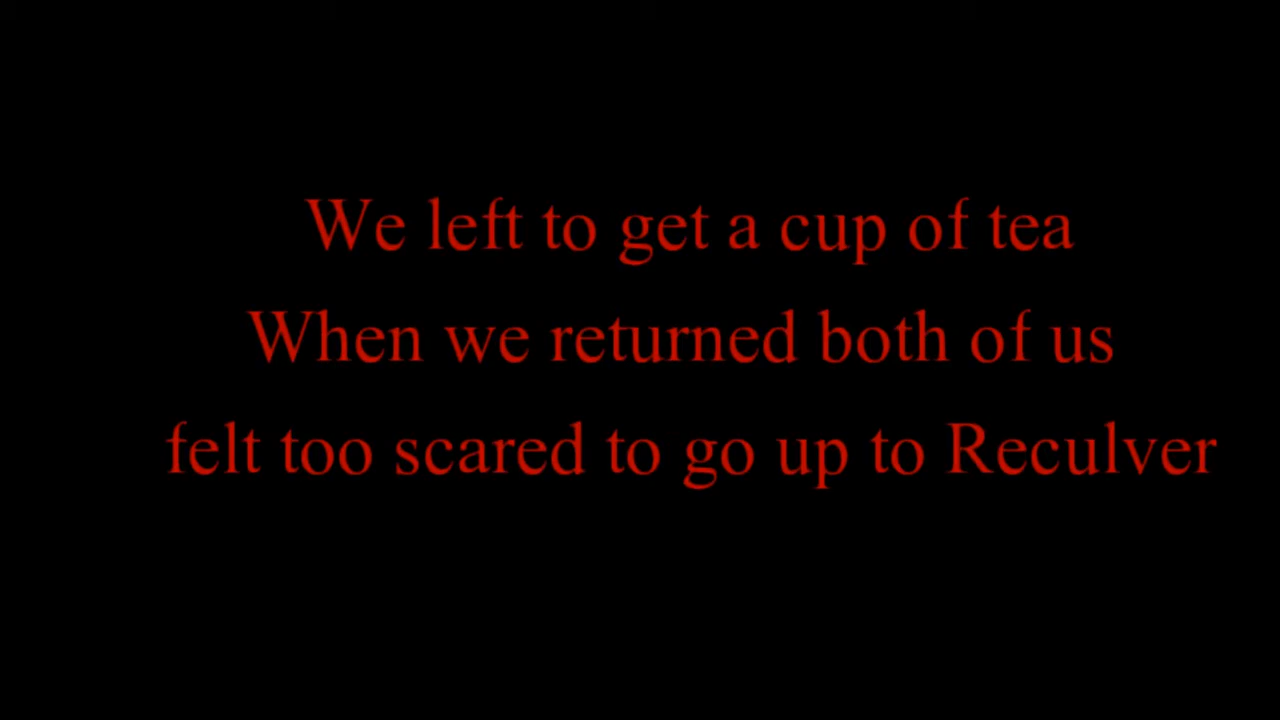 We left to get a cup of tea
When we returned both of us
felt too scared to go up to Reculver